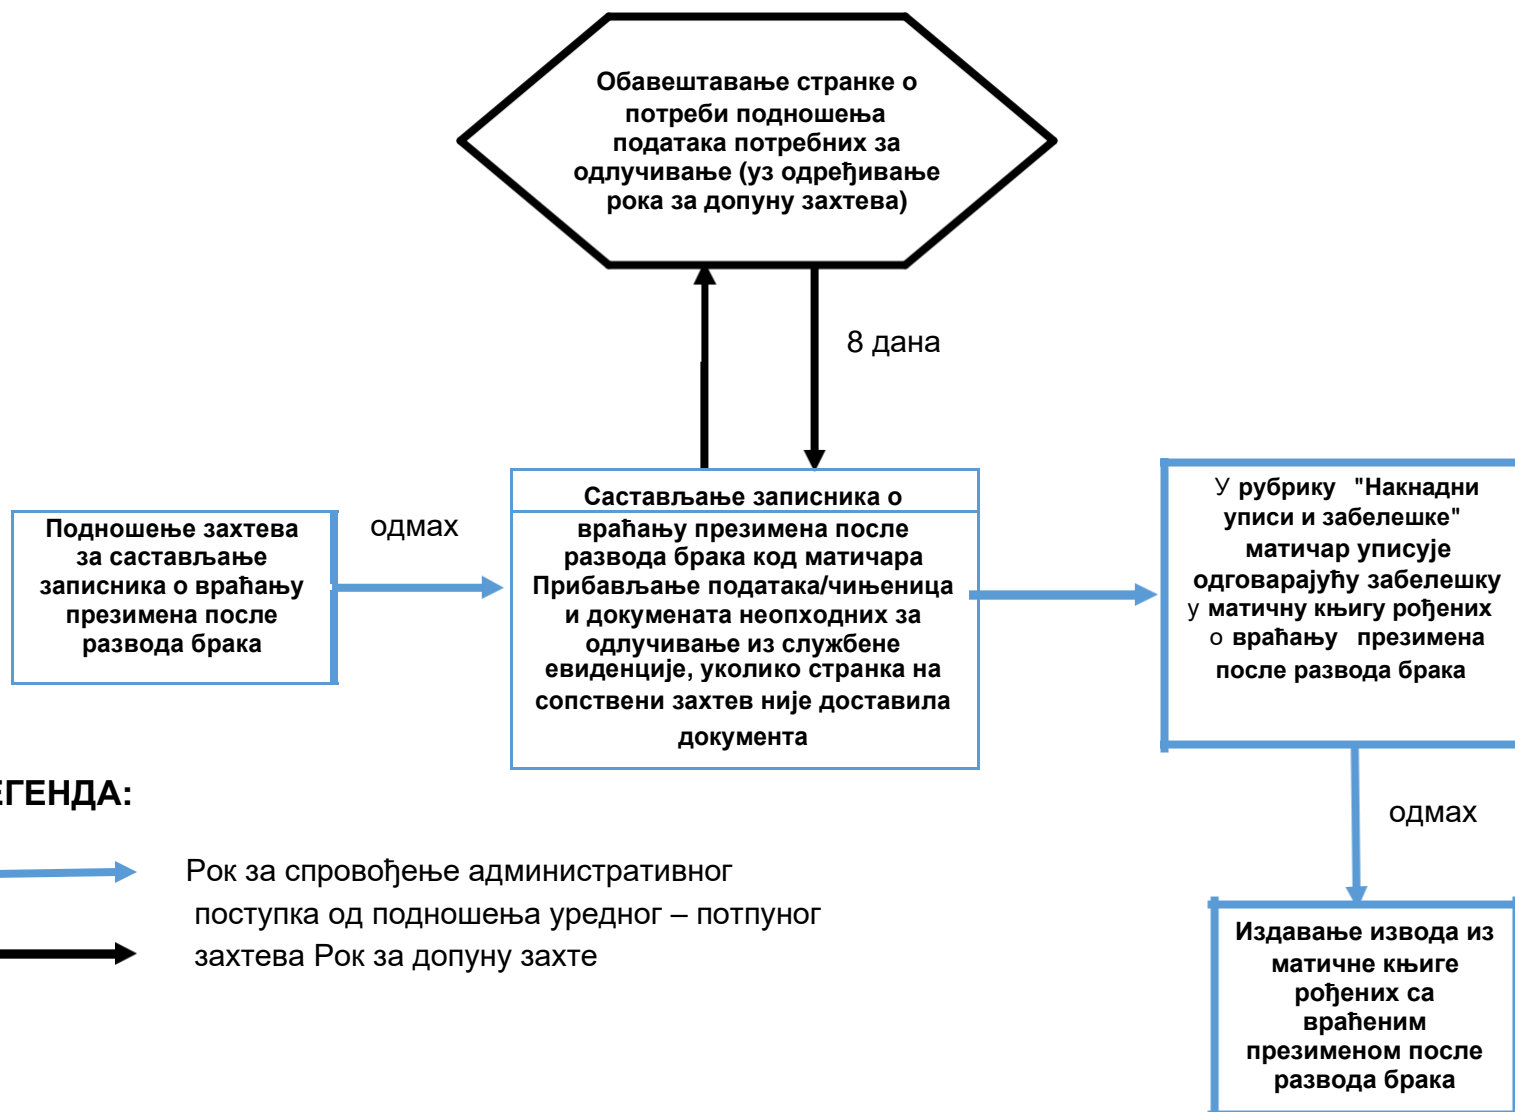 Обавештавање странке о
потреби подношења
података потребних за
одлучивање (уз одређивање
рока за допуну захтева)
8 дана
Подношење захтева
за састављање
записника о враћању
презимена после
развода брака
одмах
Састављање записника о
враћању презимена после
развода брака код матичара
Прибављање података/чињеница
и докумената неопходних за
одлучивање из службене
евиденције, уколико странка на
сопствени захтев није доставила
документа
У рубрику "Накнадни
уписи и забелешке"
матичар уписује
одговарајућу забелешку
у матичну књигу рођених
о враћању презимена
после развода брака
одмах
Издавање извода из
матичне књиге
рођених са
враћеним
презименом после
развода брака
ЕГЕНДА:
Рок за спровођење административног
поступка од подношења уредног – потпуног
захтева Рок за допуну захте